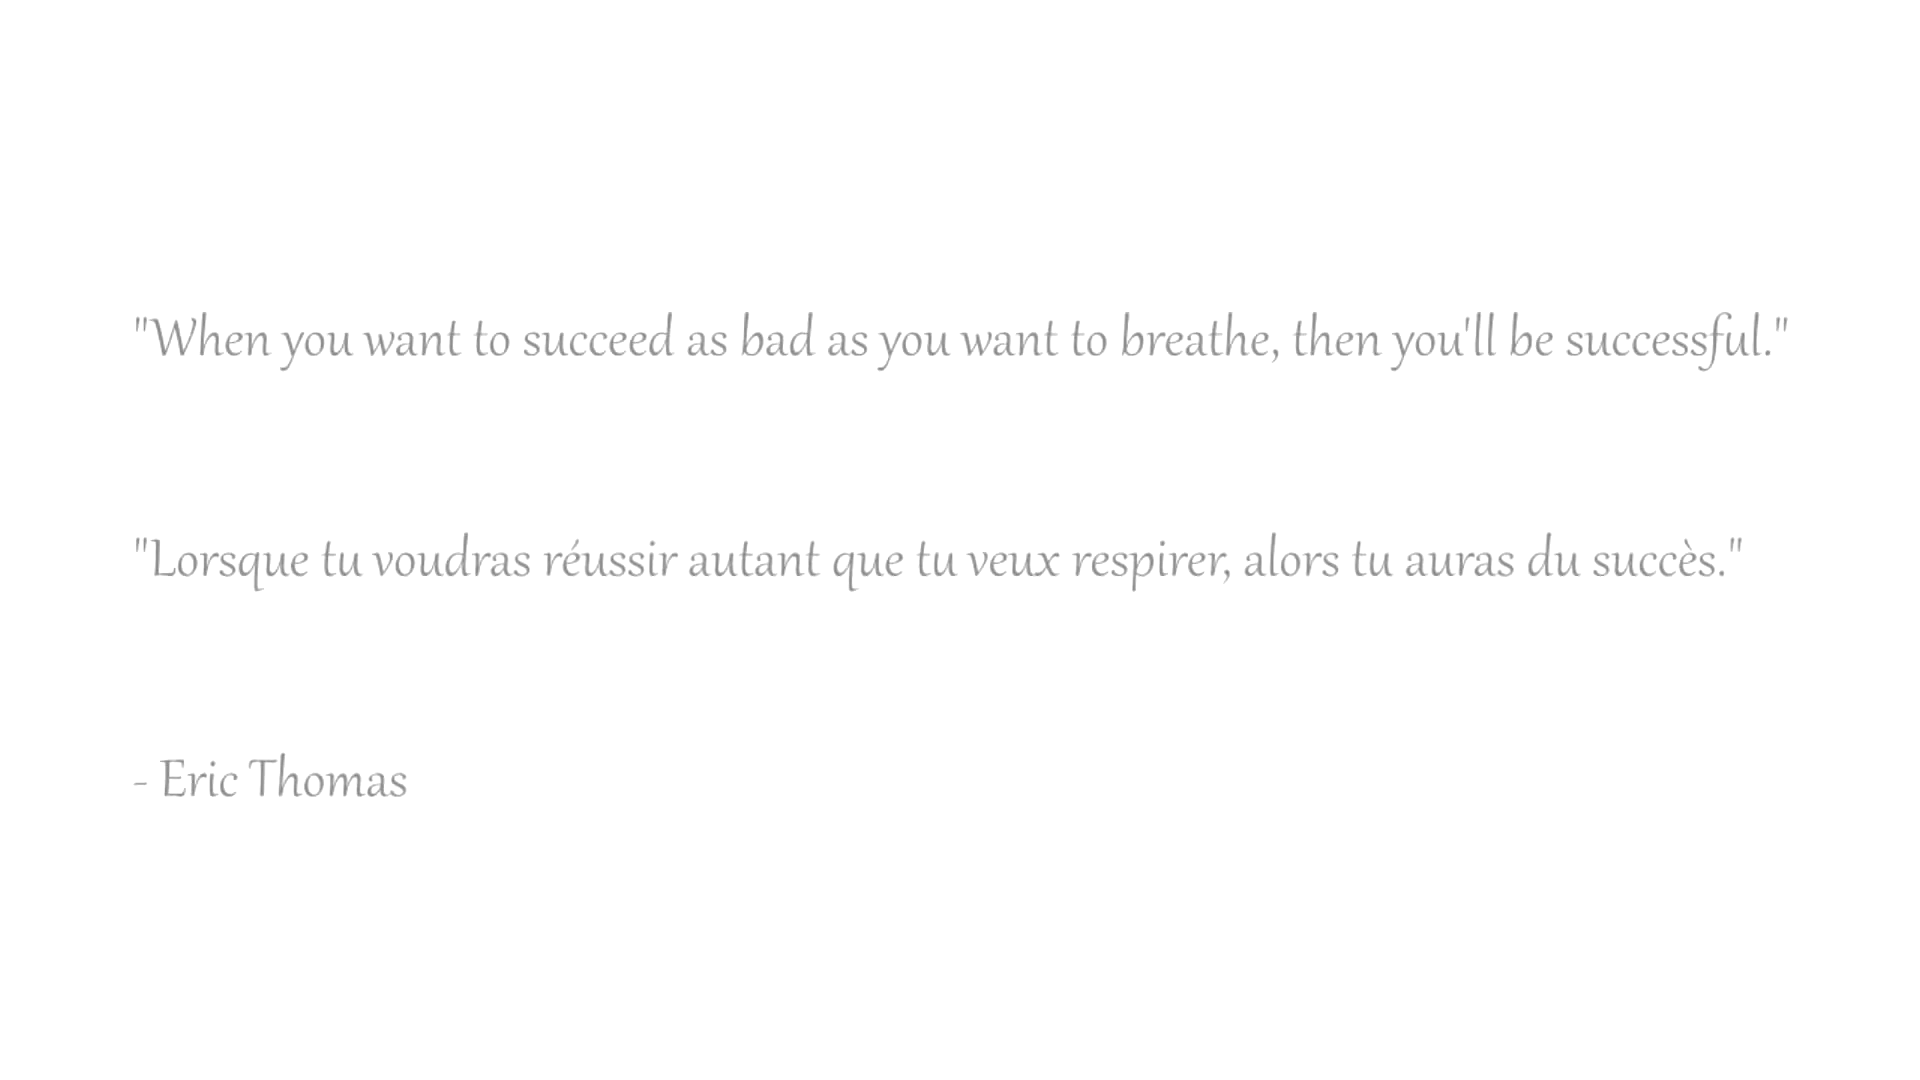 "When you want to succeed as bad as you want to breathe, then you'll be successful."
"Lorsque tu voudras réussir autant que tu veux respirer, alors tu auras du succès."
- Eric Thomas